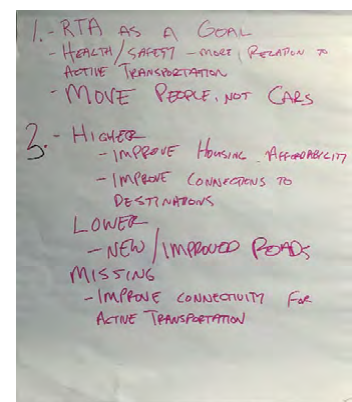 1. - RTA AS A GOAL
- HEALTH/SAFETY - MORE RELATION TO
ACTIVE TRANSPORTATION
- MOVE PEOPLE, NOT CARS
3. - HIGHER
- IMPROVE HOUSING AFFORDABILITY
- IMPROVE CONNECTIONS TO
DESTINATIONS
LOWER
- NEW/IMPROVED ROADS
MISSING
- IMPROVE CONNECTIVITY FOR
ACTIVE TRANSPORTATION